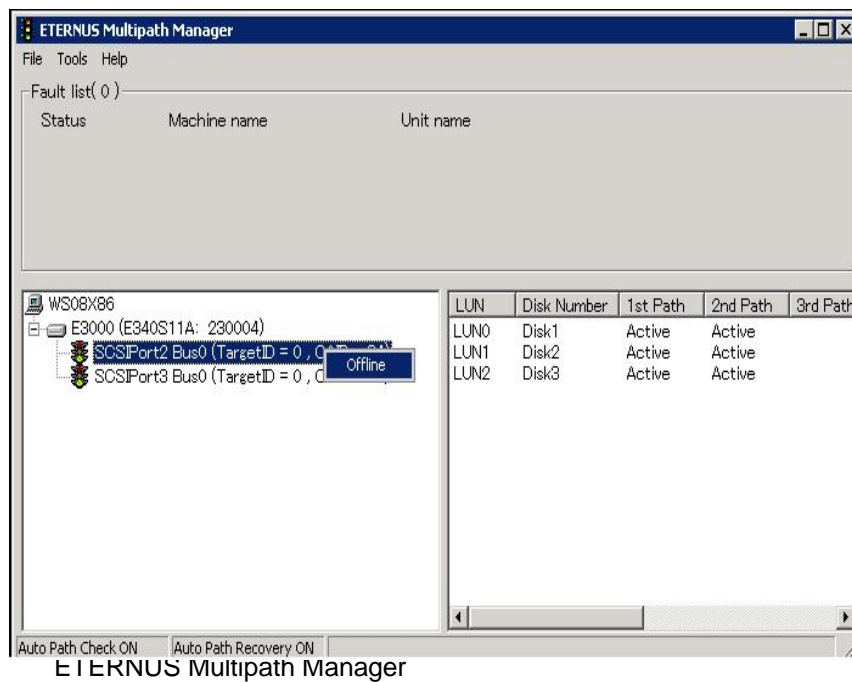 ETERNUS Multipath Manager
File Tools Help
Fault list( 0 )
Status Machine name Unit name
WS08X86
E3000 (E340S11A: 230004)
SCSIPort2 Bus0 (TargetID = 0 ,
Offline
SCSIPort3 Bus0 (TargetID = 0 ,
LUN Disk Number 1st Path 2nd Path 3rd Path
LUN0 Disk1 Active Active
LUN1 Disk2 Active Active
LUN2 Disk3 Active Active
Auto Path Check ON Auto Path Recovery ON
ETERNUS Multipath Manager